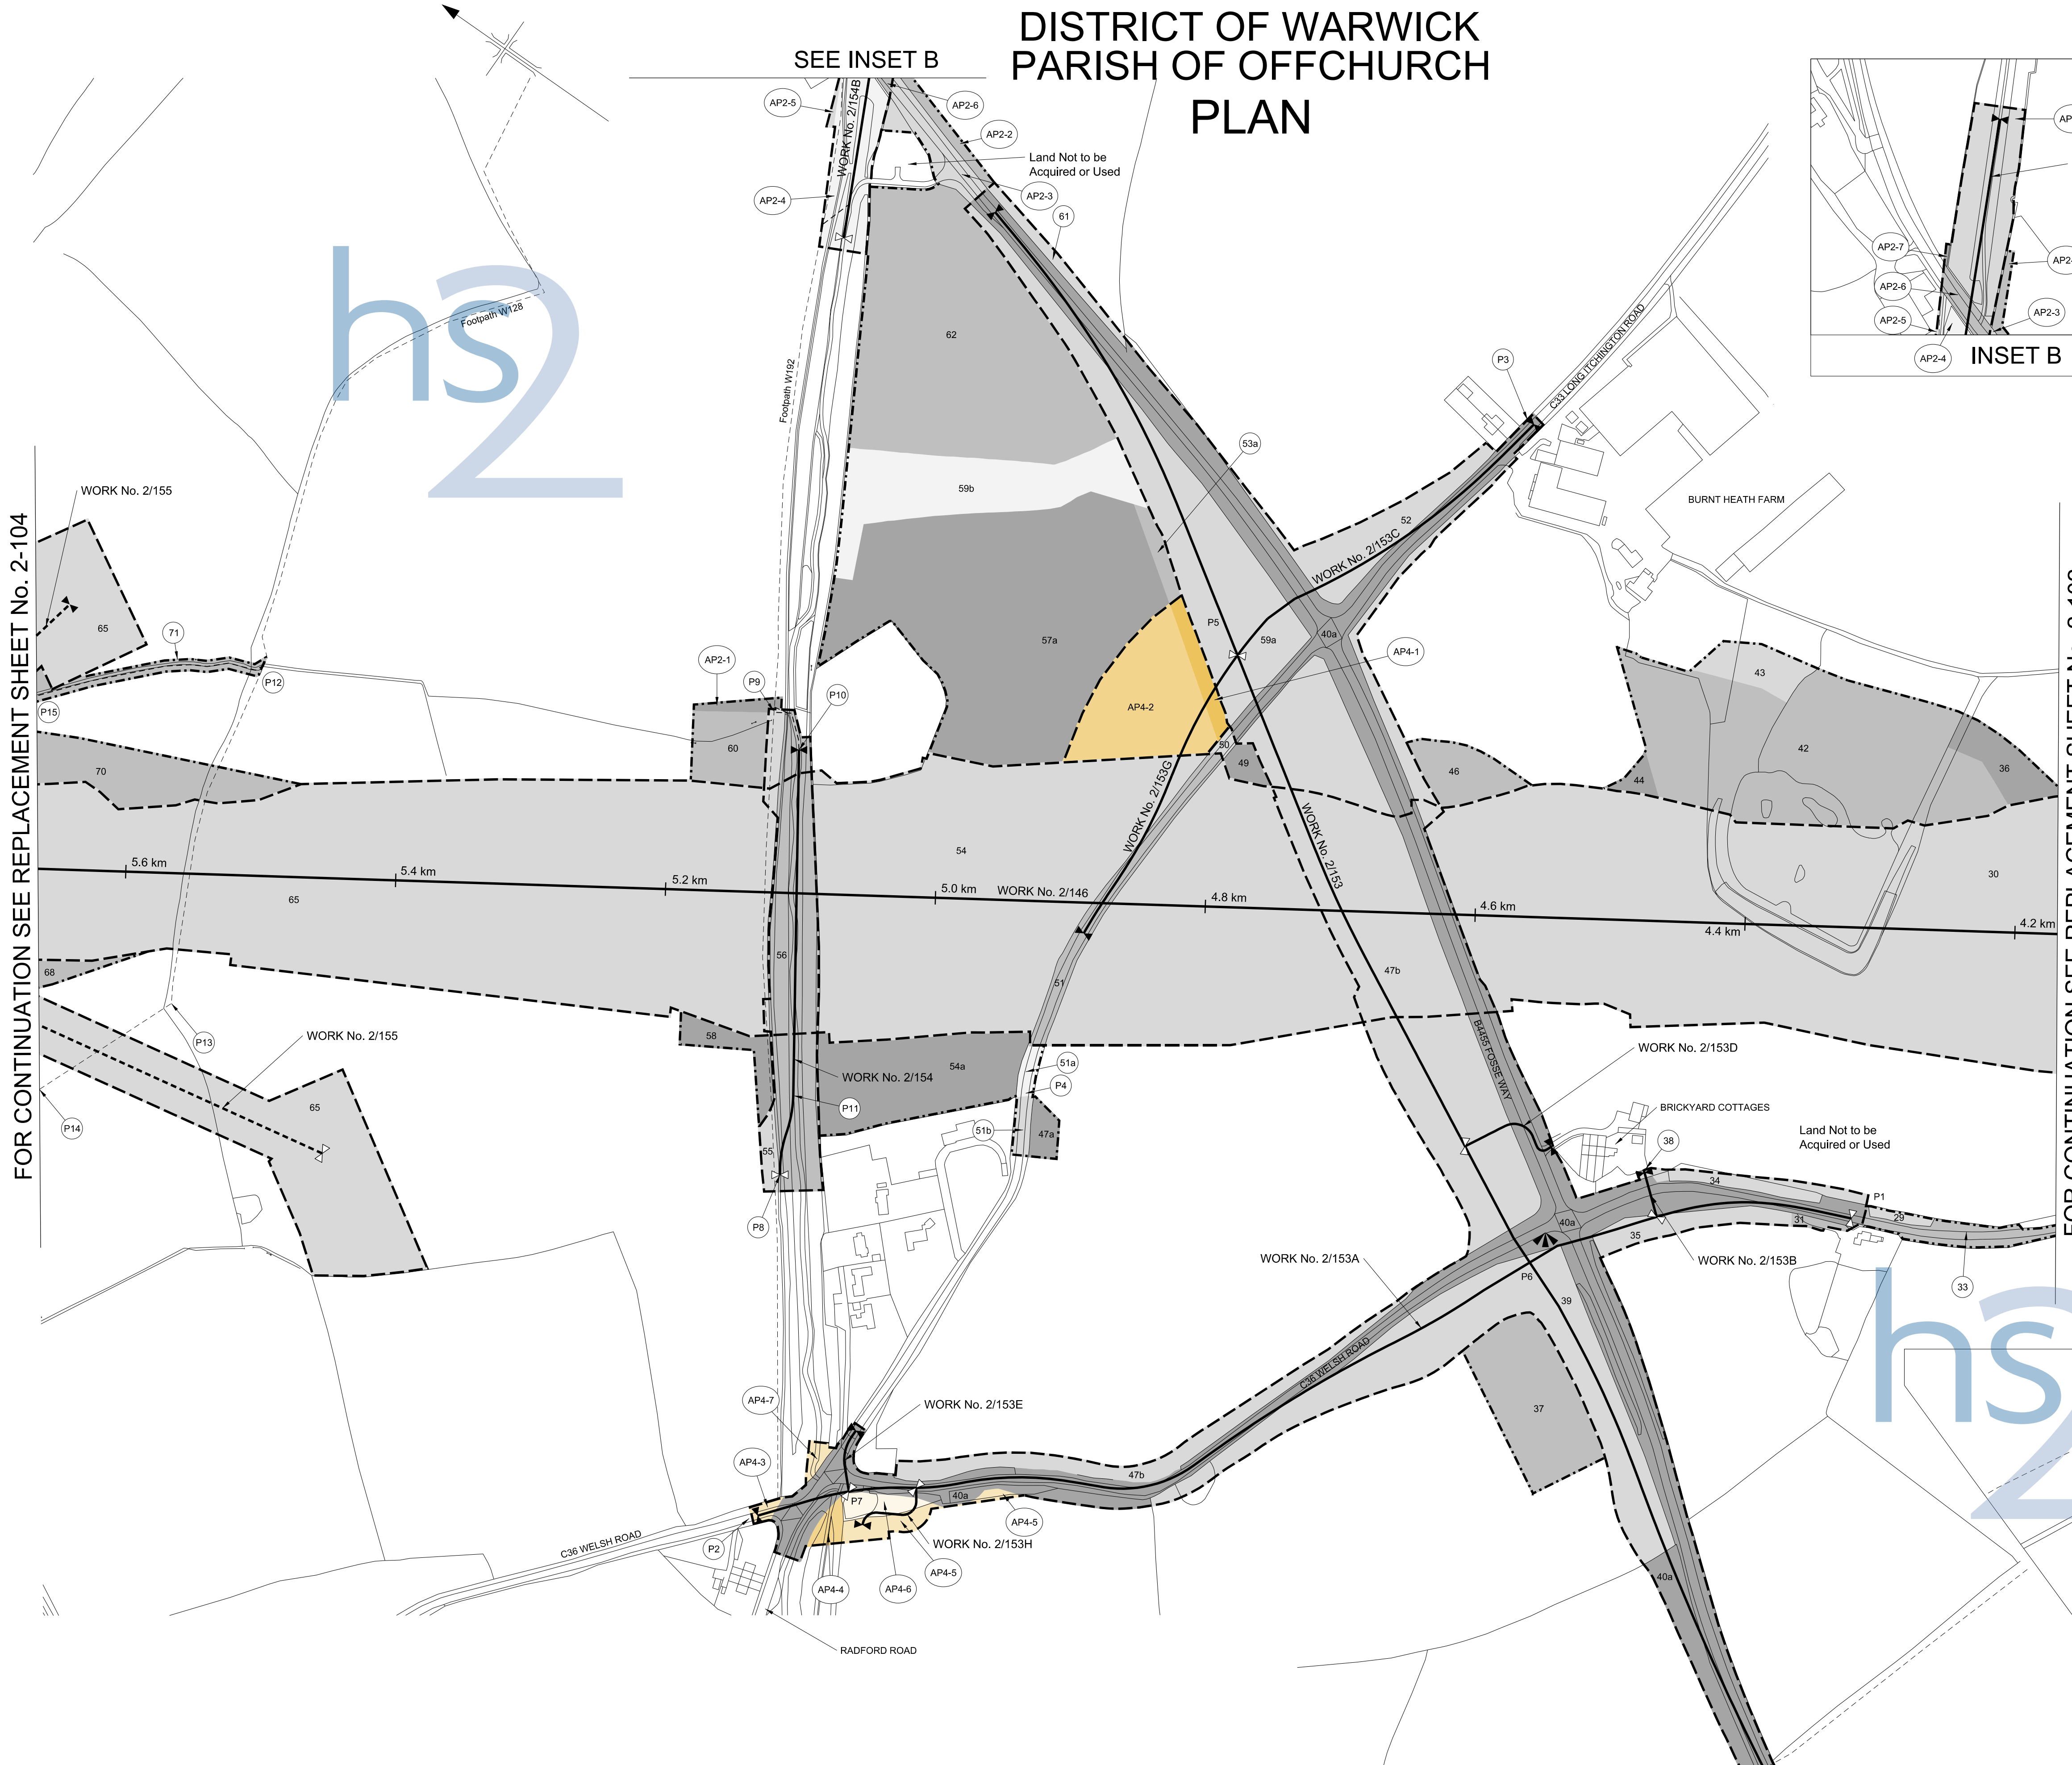 DISTRICT OF WARWICK
PARISH OF OFFCHURCH
PLAN
SEE INSET B
AP2-5
WORK No. 2/154B
AP2-6
AP2-2
Land Not to be
Acquired or Used
AP2-4
AP2-3
61
AP2-7
AP2-6
AP2-5
AP2-3
AP2-4
INSET B
hs2
Footpath W128
Footpath W192
62
P3
C33 LONG ITCHINGTON ROAD
53a
59b
52
WORK No. 2/153C
BURNT HEATH FARM
FOR CONTINUATION SEE REPLACEMENT SHEET No. 2-104
WORK No. 2/155
65
71
P12
P15
AP2-1
P9
P10
57a
P5
59a
40a
AP4-1
AP4-2
43
60
70
50
49
46
44
42
36
WORK No. 2/153G
WORK No. 2/153
54
30
5.6 km
5.4 km
5.2 km
5.0 km
WORK No. 2/146
4.8 km
4.6 km
4.4 km
4.2 km
65
56
51
47b
68
P13
WORK No. 2/155
58
54a
51a
P4
B4455 FOSSE WAY
WORK No. 2/153D
WORK No. 2/154
P11
P14
65
51b
47a
BRICKYARD COTTAGES
38
Land Not to be
Acquired or Used
55
34
P1
29
31
P8
40a
35
WORK No. 2/153A
WORK No. 2/153B
P6
33
39
C36 WELSH ROAD
37
hs2
AP4-7
WORK No. 2/153E
AP4-3
47b
P7
40a
P2
C36 WELSH ROAD
AP4-5
WORK No. 2/153H
AP4-5
AP4-4
AP4-6
40a
RADFORD ROAD